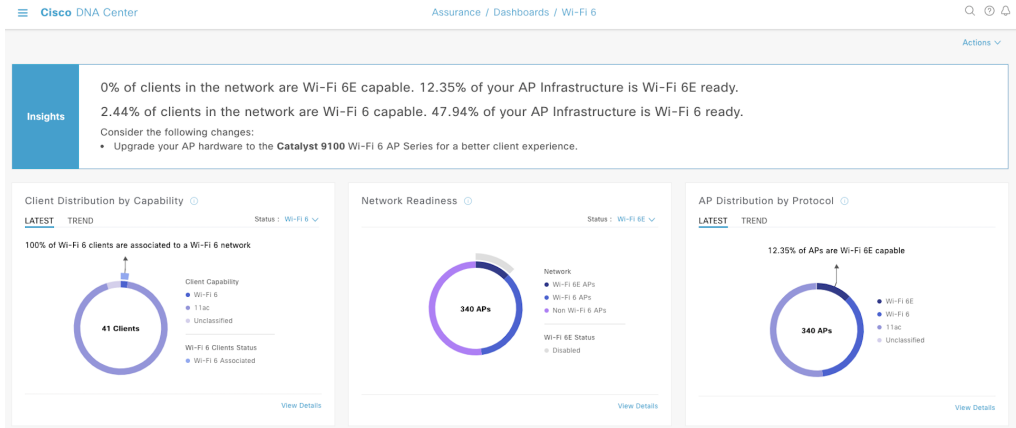 Cisco DNA Center
Assurance / Dashboards / Wi-Fi 6
Actions
Insights
0% of clients in the network are Wi-Fi 6E capable. 12.35% of your AP Infrastructure is Wi-Fi 6E ready.
2.44% of clients in the network are Wi-Fi 6 capable. 47.94% of your AP Infrastructure is Wi-Fi 6 ready.
Consider the following changes:
• Upgrade your AP hardware to the Catalyst 9100 Wi-Fi 6 AP Series for a better client experience.
Client Distribution by Capability
LATEST TREND
Status : Wi-Fi 6
100% of Wi-Fi 6 clients are associated to a Wi-Fi 6 network
41 Clients
Client Capability
Wi-Fi 6
11ac
Unclassified
Wi-Fi 6 Clients Status
Wi-Fi 6 Associated
View Details
Network Readiness
Status : Wi-Fi 6E
340 APs
Network
Wi-Fi 6E APs
Wi-Fi 6 APs
Non Wi-Fi 6 APs
Wi-Fi 6E Status
Disabled
View Details
AP Distribution by Protocol
LATEST TREND
12.35% of APs are Wi-Fi 6E capable
340 APs
Wi-Fi 6E
Wi-Fi 6
11ac
Unclassified
View Details